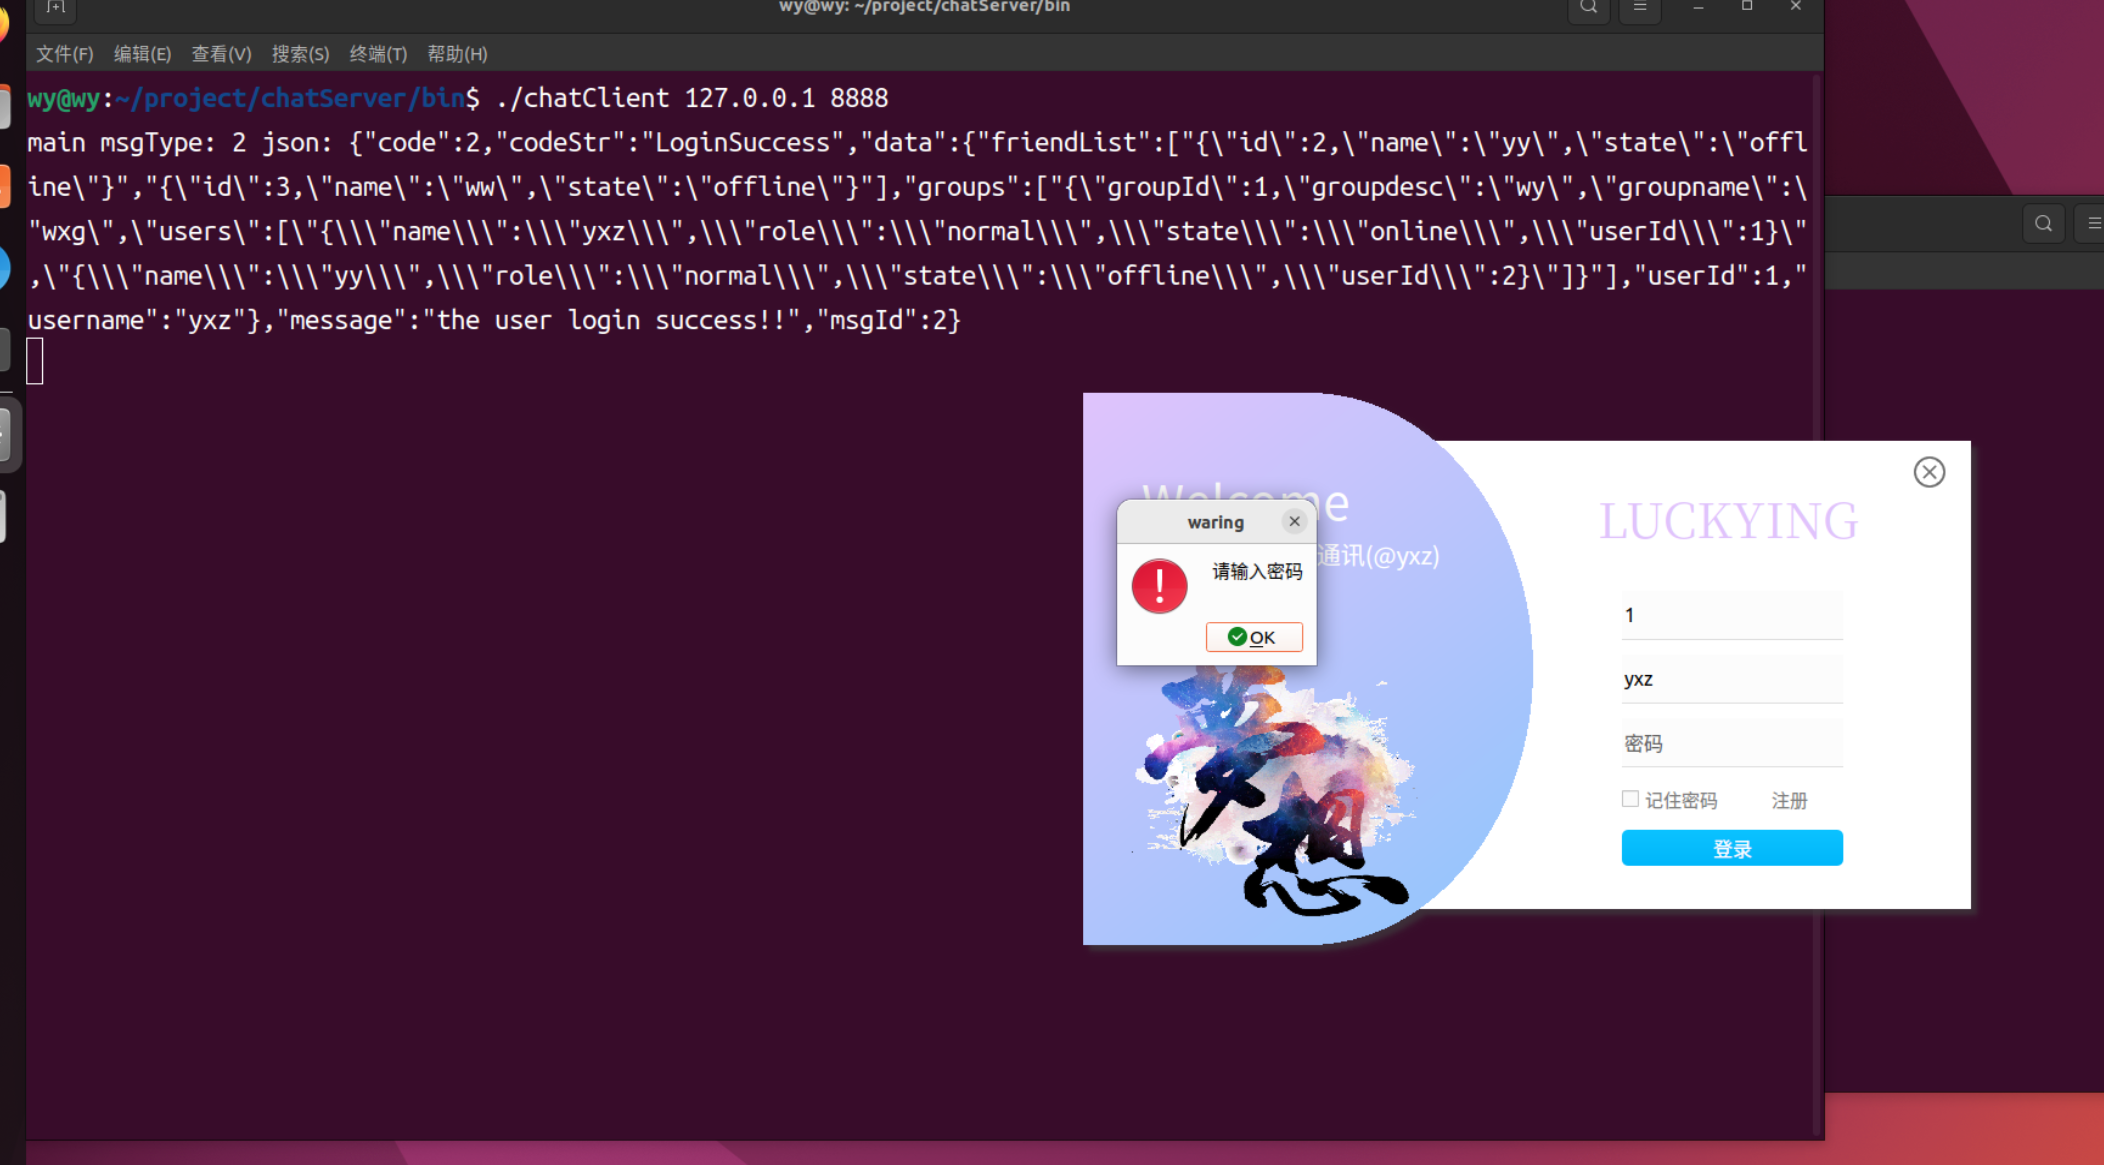 wy@wy: ~/project/chatServer/bin
文件(F) 编辑(E) 查看(V) 搜索(S) 终端(T) 帮助(H)
wy@wy:~/project/chatServer/bin$ ./chatClient 127.0.0.1 8888
main msgType: 2 json: {"code":2,"codeStr":"LoginSuccess","data":{"friendList":["{\"id\":2,\"name\":\"yy\",\"state\":\"offl
ine\"}","{\"id\":3,\"name\":\"ww\",\"state\":\"offline\"}"],"groups":["{\"groupId\":1,\"groupdesc\":\"wy\",\"groupname\":\
"wxg\",\"users\":[\"{\\\"name\\\":\\\"yxz\\\",\\\"role\\\":\\\"normal\\\",\\\"state\\\":\\\"online\\\",\\\"userId\\\":1}\"
,\"{\\\"name\\\":\\\"yy\\\",\\\"role\\\":\\\"normal\\\",\\\"state\\\":\\\"offline\\\",\\\"userId\\\":2}\"]}"],"userId":1,"
username":"yxz"},"message":"the user login success!!","msgId":2}
Welcome
通讯(@yxz)
waring
请输入密码
OK
梦想
LUCKYING
1
yxz
密码
记住密码 注册
登录